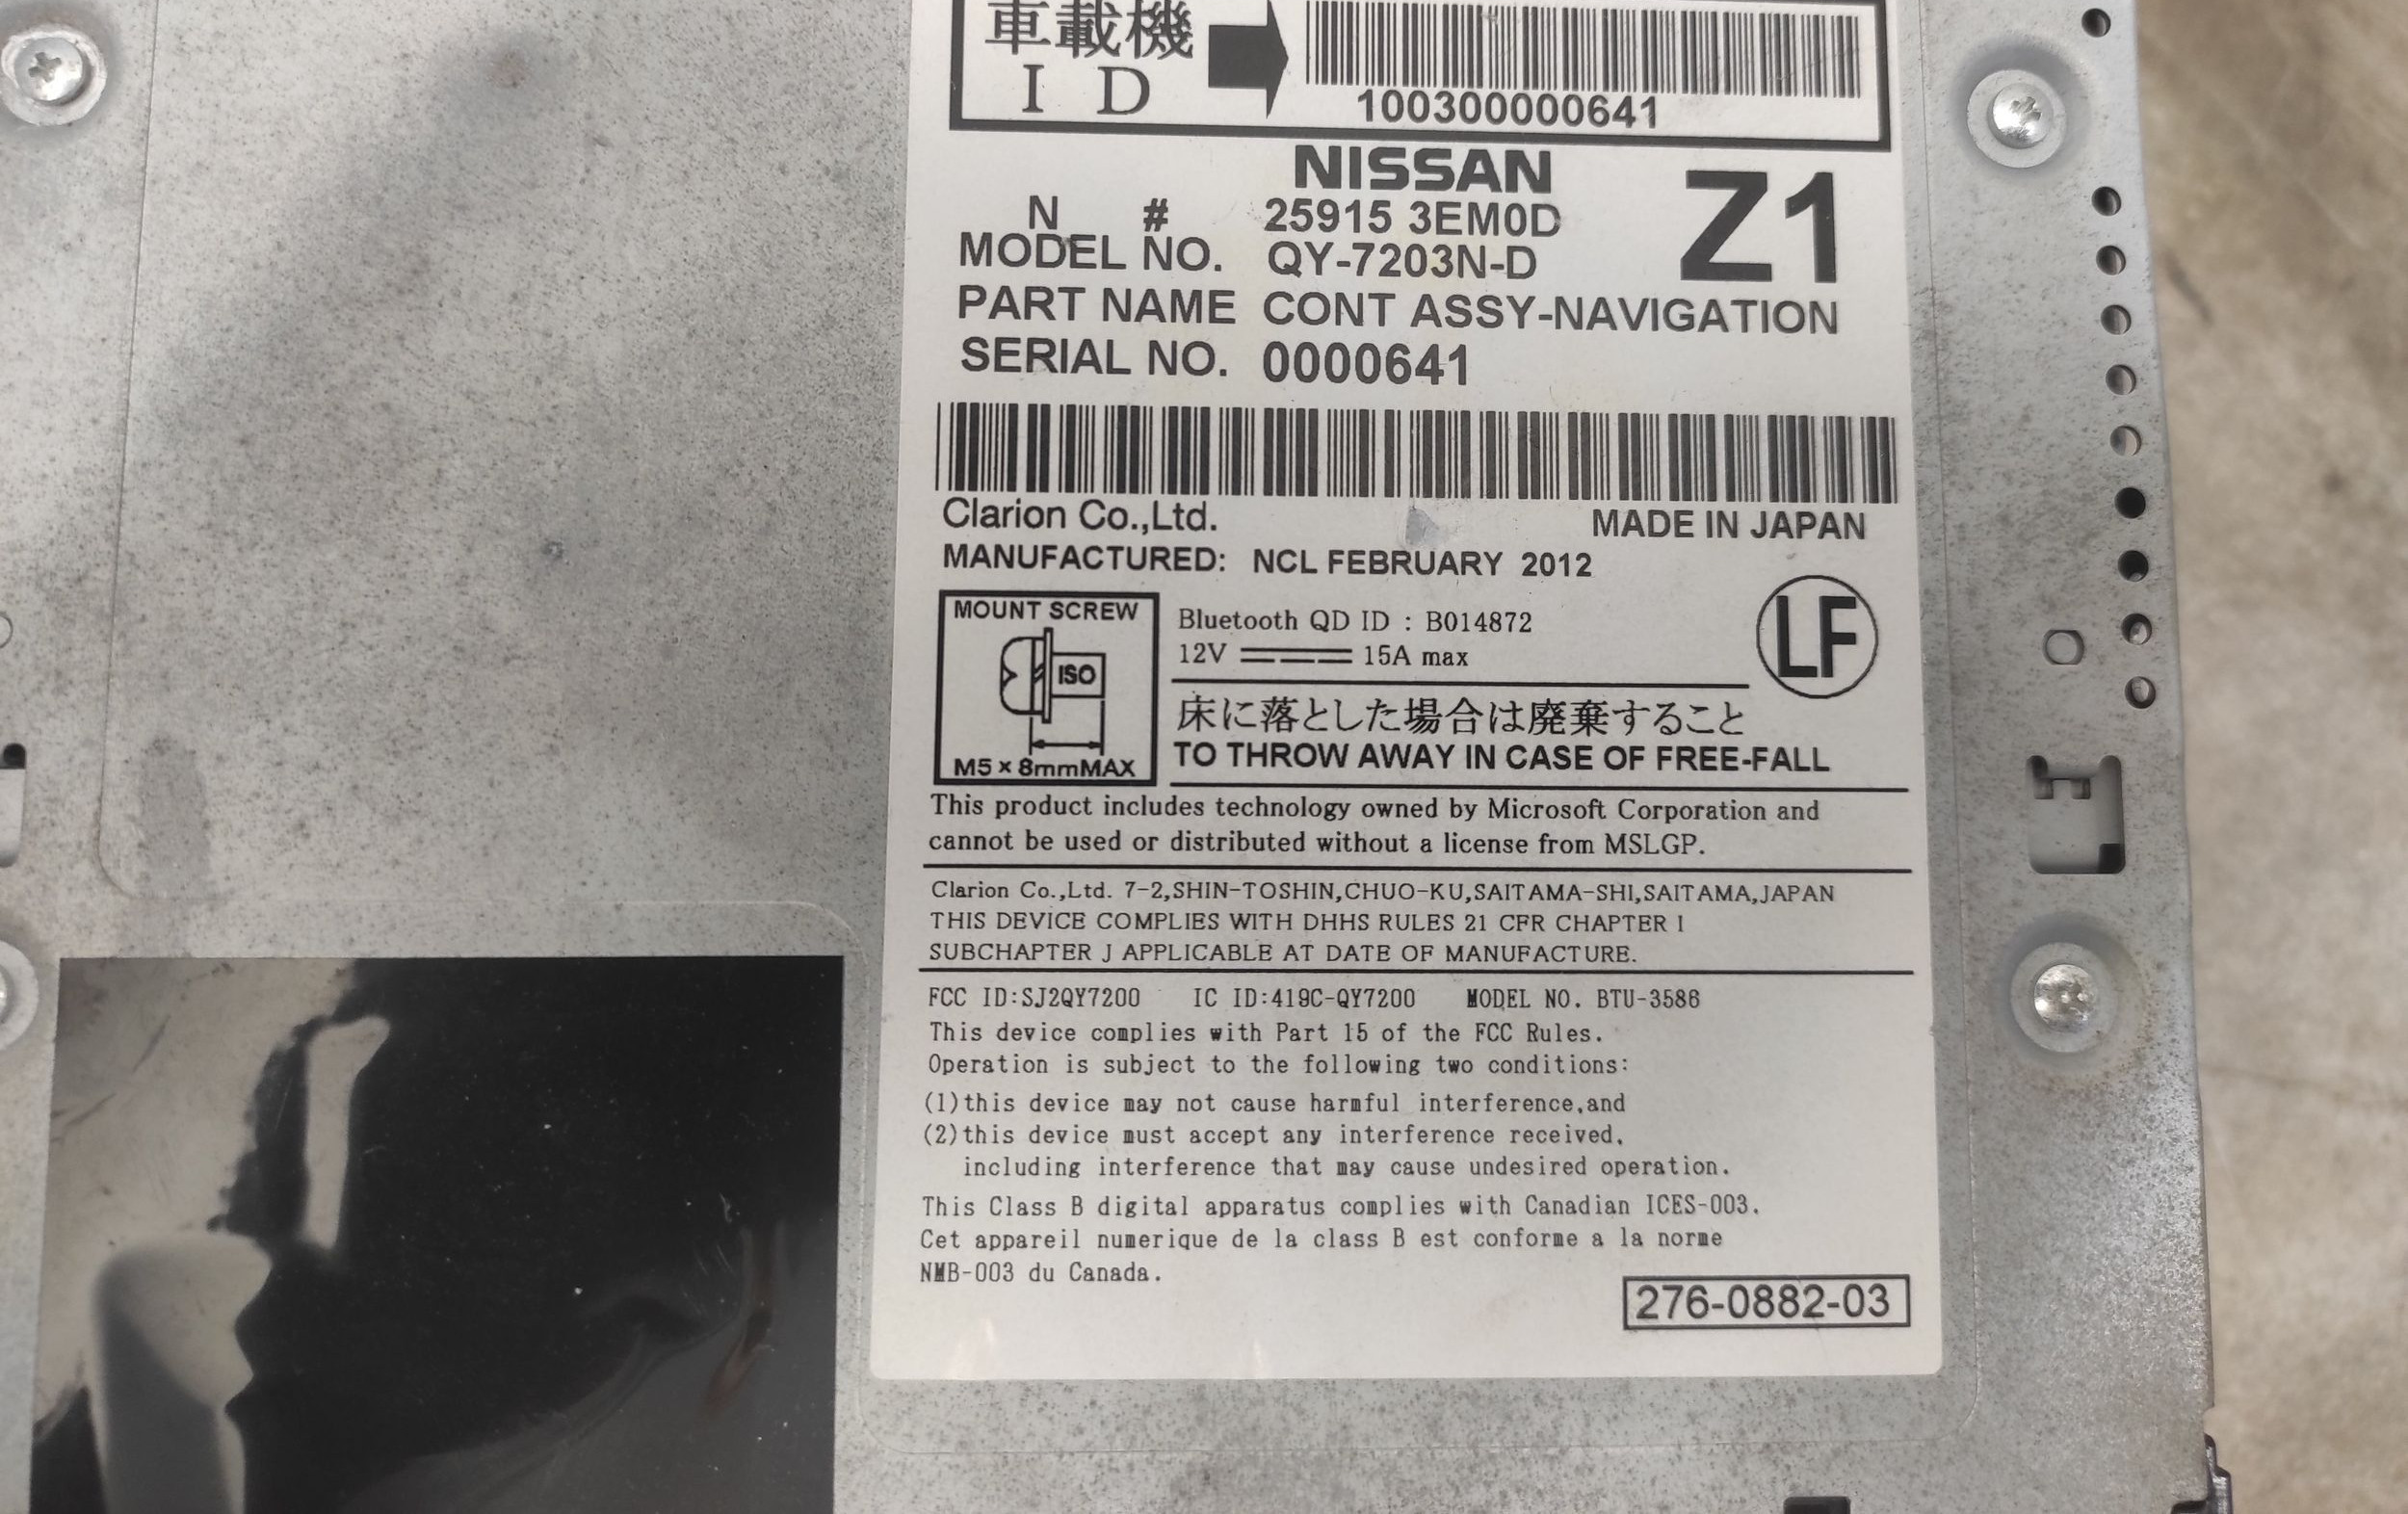 車載機
I D
100300000641
NISSAN
N # 25915 3EM0D
Z1
MODEL NO. QY-7203N-D
PART NAME CONT ASSY-NAVIGATION
SERIAL NO. 0000641
Clarion Co.,Ltd. MADE IN JAPAN
MANUFACTURED: NCL FEBRUARY 2012
MOUNT SCREW
ISO
M5×8mmMAX
Bluetooth QD ID : B014872
12V 15A max
LF
床に落とした場合は廃棄すること
TO THROW AWAY IN CASE OF FREE-FALL
This product includes technology owned by Microsoft Corporation and
cannot be used or distributed without a license from MSLGP.
Clarion Co.,Ltd. 7-2,SHIN-TOSHIN,CHUO-KU,SAITAMA-SHI,SAITAMA,JAPAN
THIS DEVICE COMPLIES WITH DHHS RULES 21 CFR CHAPTER I
SUBCHAPTER J APPLICABLE AT DATE OF MANUFACTURE.
FCC ID:SJ2QY7200 IC ID:419C-QY7200 MODEL NO. BTU-3586
This device complies with Part 15 of the FCC Rules.
Operation is subject to the following two conditions:
(1)this device may not cause harmful interference,and
(2)this device must accept any interference received,
including interference that may cause undesired operation.
This Class B digital apparatus complies with Canadian ICES-003.
Cet appareil numerique de la class B est conforme a la norme
NMB-003 du Canada.
276-0882-03